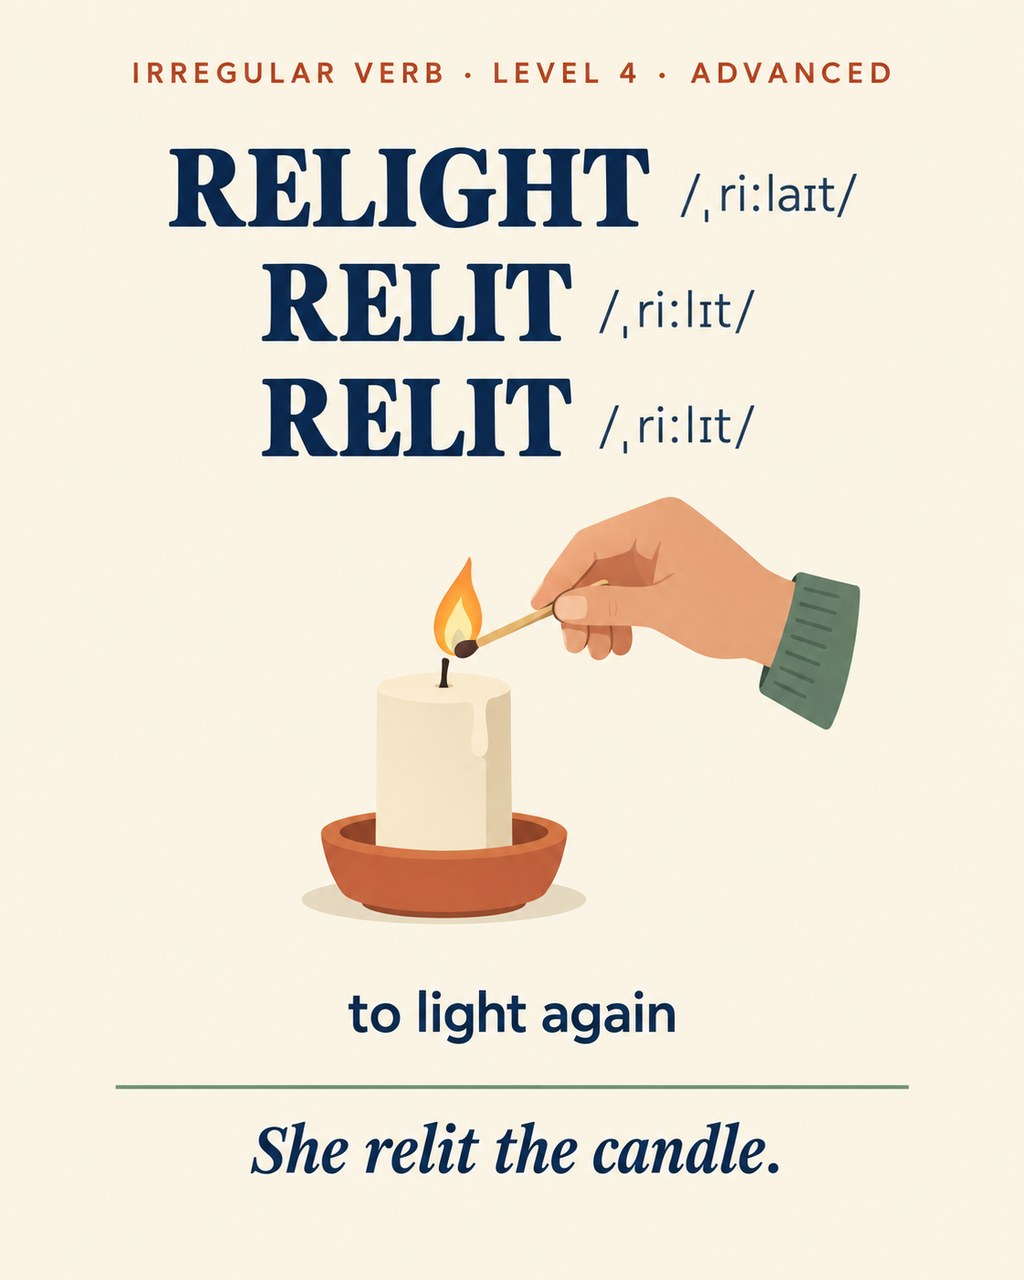 IRREGULAR VERB · LEVEL 4 · ADVANCED
RELIGHT /ˌriːlaɪt/
RELIT /ˌriːlɪt/
RELIT /ˌriːlɪt/
to light again
She relit the candle.